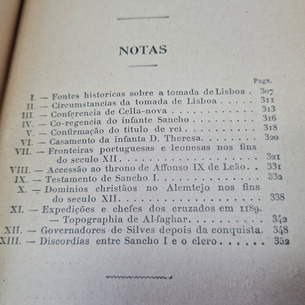 NOTAS
Pag.
I. — Fontes historicas sobre a tomada de Lisboa . 307
II. — Circumstancias da tomada de Lisboa . . . . 311
III. — Conferencia de Cella-nova . . . . . . . . 313
IV. — Co-regencia do infante Sancho . . . . . . . 316
V. — Confirmação do titulo de rei . . . . . . . . 318
VI. — Casamento da infanta D. Theresa . . . . . 320
VII. — Fronteiras portuguesas e leonesas nos fins
do seculo XII . . . . . . . . . . . . . . . 321
VIII. — Accessão ao throno de Affonso IX de Leão . . . 331
IX. — Testamento de Sancho I . . . . . . . . . . 332
X. — Dominios christãos no Alemtejo nos fins
do seculo XII . . . . . . . . . . . . . . . 338
XI. — Expedições e chefes dos cruzados em 1189.
— Topographia de Al-faghar . . . . . . . 342
XII. — Governadores de Silves depois da conquista . 348
XIII. — Discordias entre Sancho I e o clero . . . . . 352